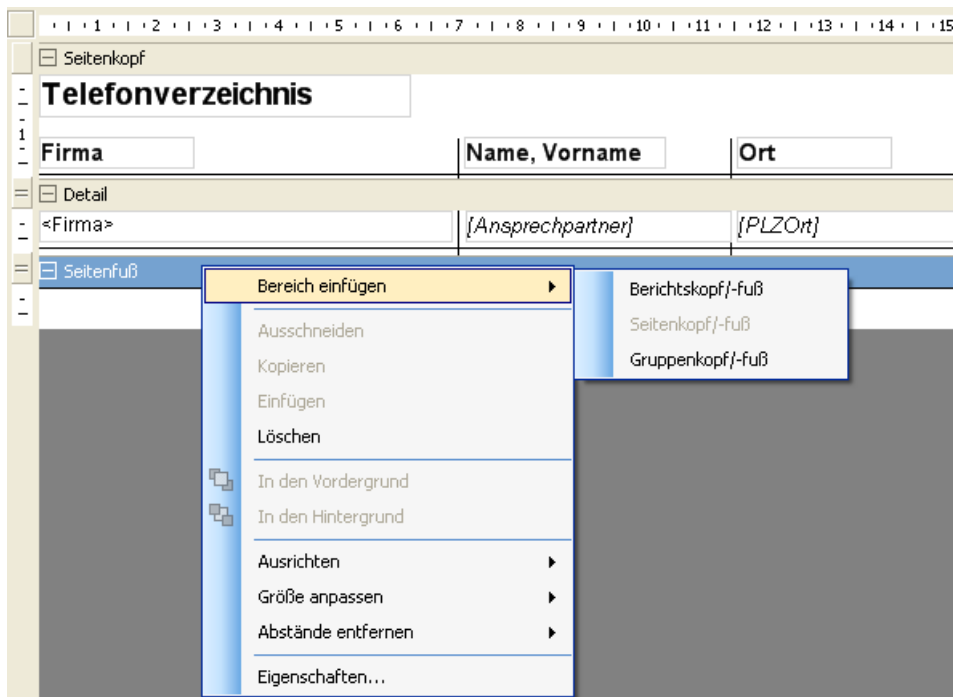 1 2 3 4 5 6 7 8 9 10 11 12 13 14 15
Seitenkopf
Telefonverzeichnis
1
Firma Name, Vorname Ort
Detail
<Firma> [Ansprechpartner] [PLZOrt]
Seitenfuß
Bereich einfügen
Berichtskopf/-fuß
Seitenkopf/-fuß
Gruppenkopf/-fuß
Ausschneiden
Kopieren
Einfügen
Löschen
In den Vordergrund
In den Hintergrund
Ausrichten
Größe anpassen
Abstände entfernen
Eigenschaften...